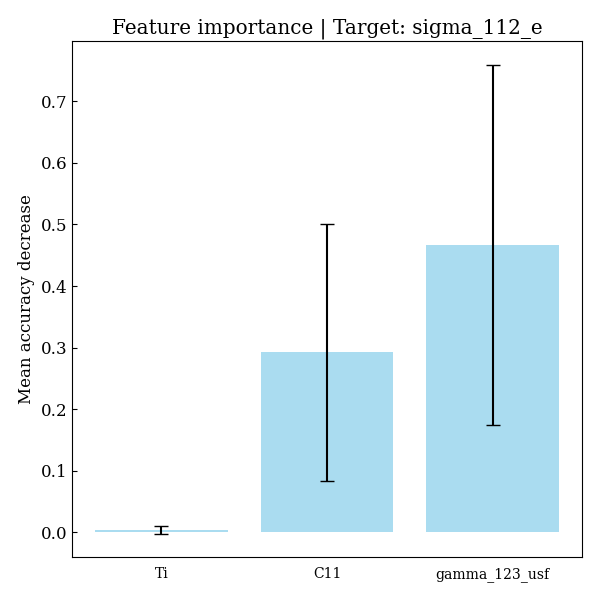 Feature importance | Target: sigma_112_e
Mean accuracy decrease
0.7
0.6
0.5
0.4
0.3
0.2
0.1
0.0
Ti
C11
gamma_123_usf